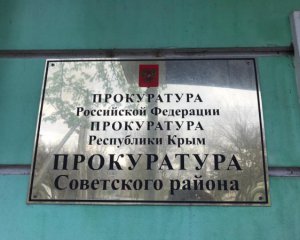 ПРОКУРАТУРА
Российской Федерации
ПРОКУРАТУРА
Республики Крым
ПРОКУРАТУРА
Советского района